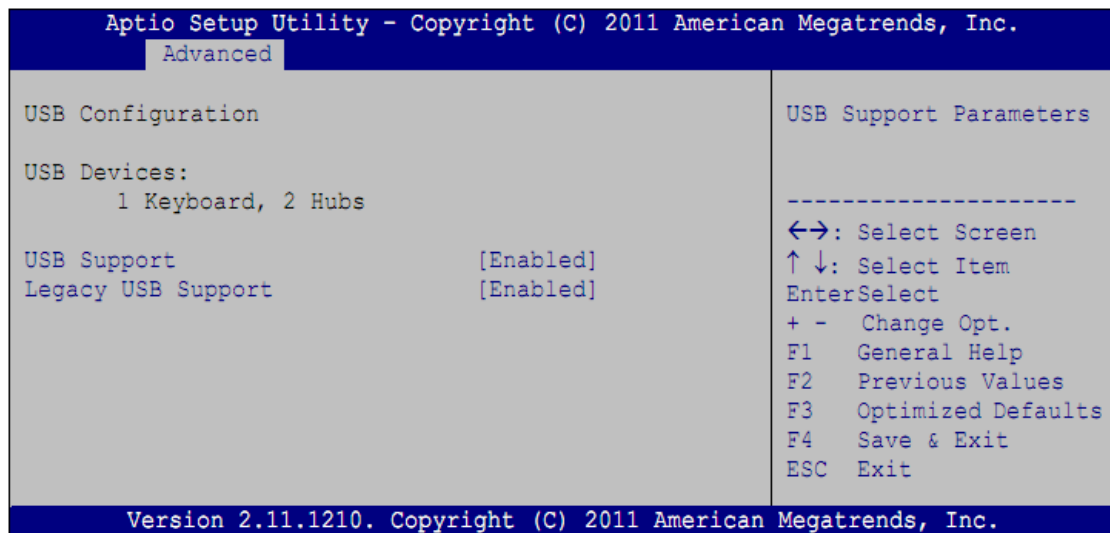 Aptio Setup Utility – Copyright (C) 2011 American Megatrends, Inc.
Advanced
USB Configuration
USB Devices:
1 Keyboard, 2 Hubs
USB Support [Enabled]
Legacy USB Support [Enabled]
USB Support Parameters
---------------------
←→: Select Screen
↑ ↓: Select Item
EnterSelect
+ - Change Opt.
F1 General Help
F2 Previous Values
F3 Optimized Defaults
F4 Save & Exit
ESC Exit
Version 2.11.1210. Copyright (C) 2011 American Megatrends, Inc.